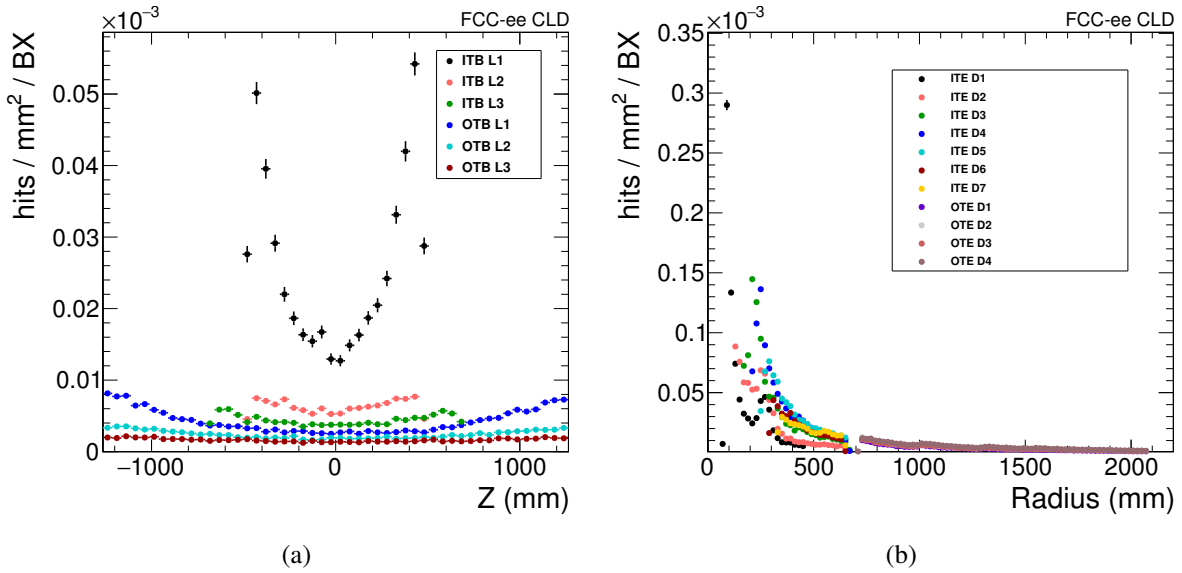 ×10⁻³
FCC-ee CLD
hits / mm² / BX
0.05
0.04
0.03
0.02
0.01
0
−1000
0
1000
Z (mm)
ITB L1
ITB L2
ITB L3
OTB L1
OTB L2
OTB L3
(a)
×10⁻³
FCC-ee CLD
hits / mm² / BX
0.35
0.3
0.25
0.2
0.15
0.1
0.05
0
500
1000
1500
2000
Radius (mm)
ITE D1
ITE D2
ITE D3
ITE D4
ITE D5
ITE D6
ITE D7
OTE D1
OTE D2
OTE D3
OTE D4
(b)